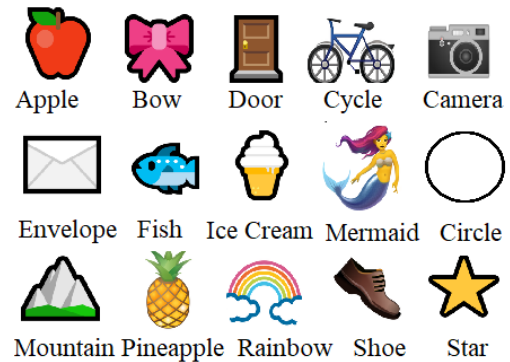 Apple Bow Door Cycle Camera
Envelope Fish Ice Cream Mermaid Circle
Mountain Pineapple Rainbow Shoe Star